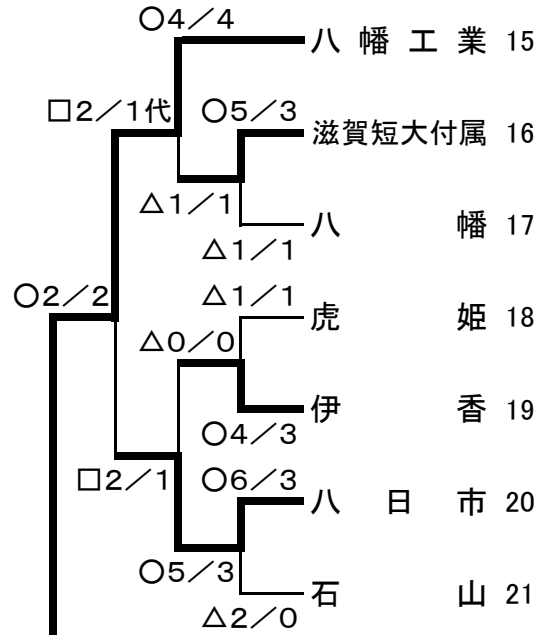 ○4／4
八幡工業 15
□2／1代 ○5／3
滋賀短大付属 16
△1／1
八幡 17
△1／1
○2／2
△1／1
虎姫 18
△0／0
伊香 19
○4／3
□2／1
○6／3
八日市 20
○5／3
石山 21
△2／0